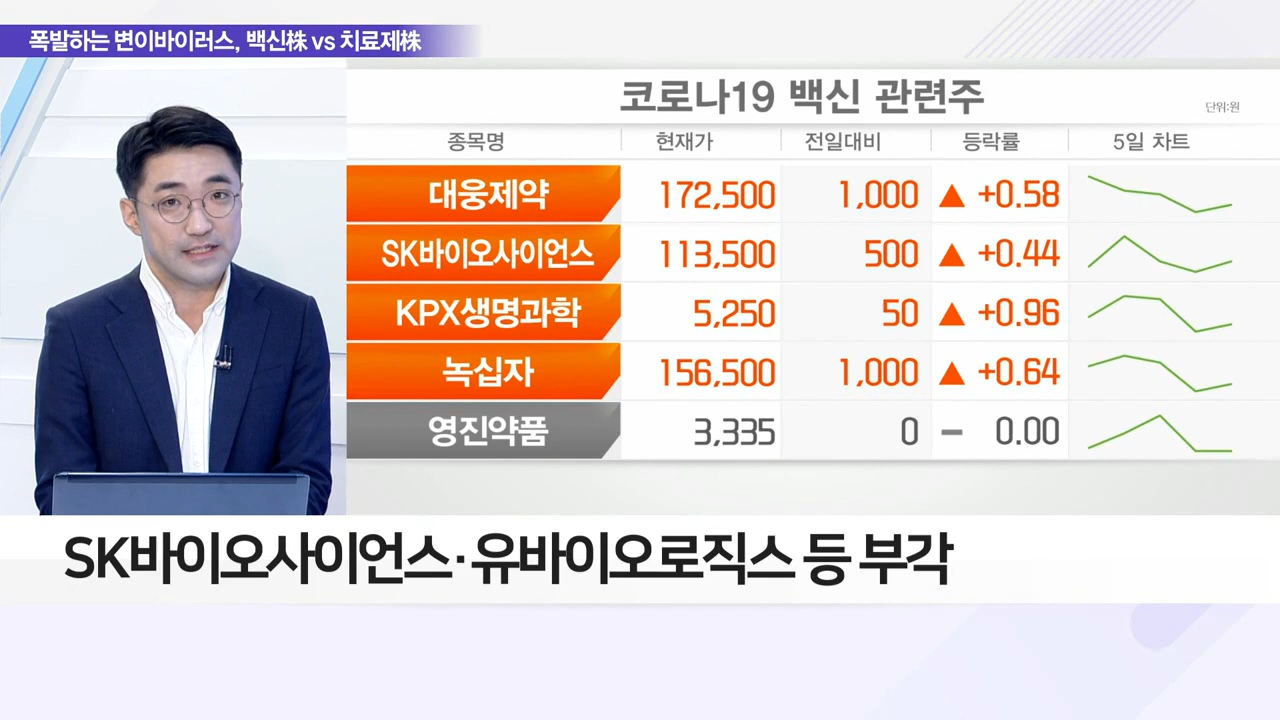 폭발하는 변이바이러스, 백신株 vs 치료제株
코로나19 백신 관련주
단위:원
종목명 현재가 전일대비 등락률 5일 차트
대웅제약 172,500 1,000 ▲ +0.58
SK바이오사이언스 113,500 500 ▲ +0.44
KPX생명과학 5,250 50 ▲ +0.96
녹십자 156,500 1,000 ▲ +0.64
영진약품 3,335 0 – 0.00
SK바이오사이언스·유바이오로직스 등 부각